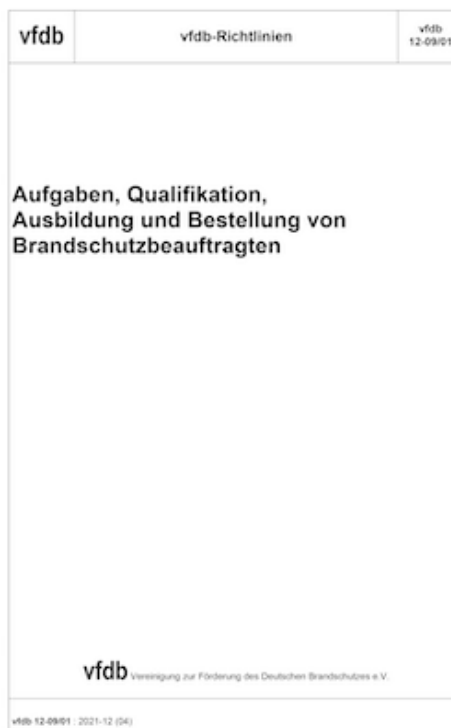 vfdb
vfdb-Richtlinien
vfdb
12-09/01
Aufgaben, Qualifikation,
Ausbildung und Bestellung von
Brandschutzbeauftragten
vfdb Vereinigung zur Förderung des Deutschen Brandschutzes e.V.
vfdb 12-09/01 : 2021-12 (04)